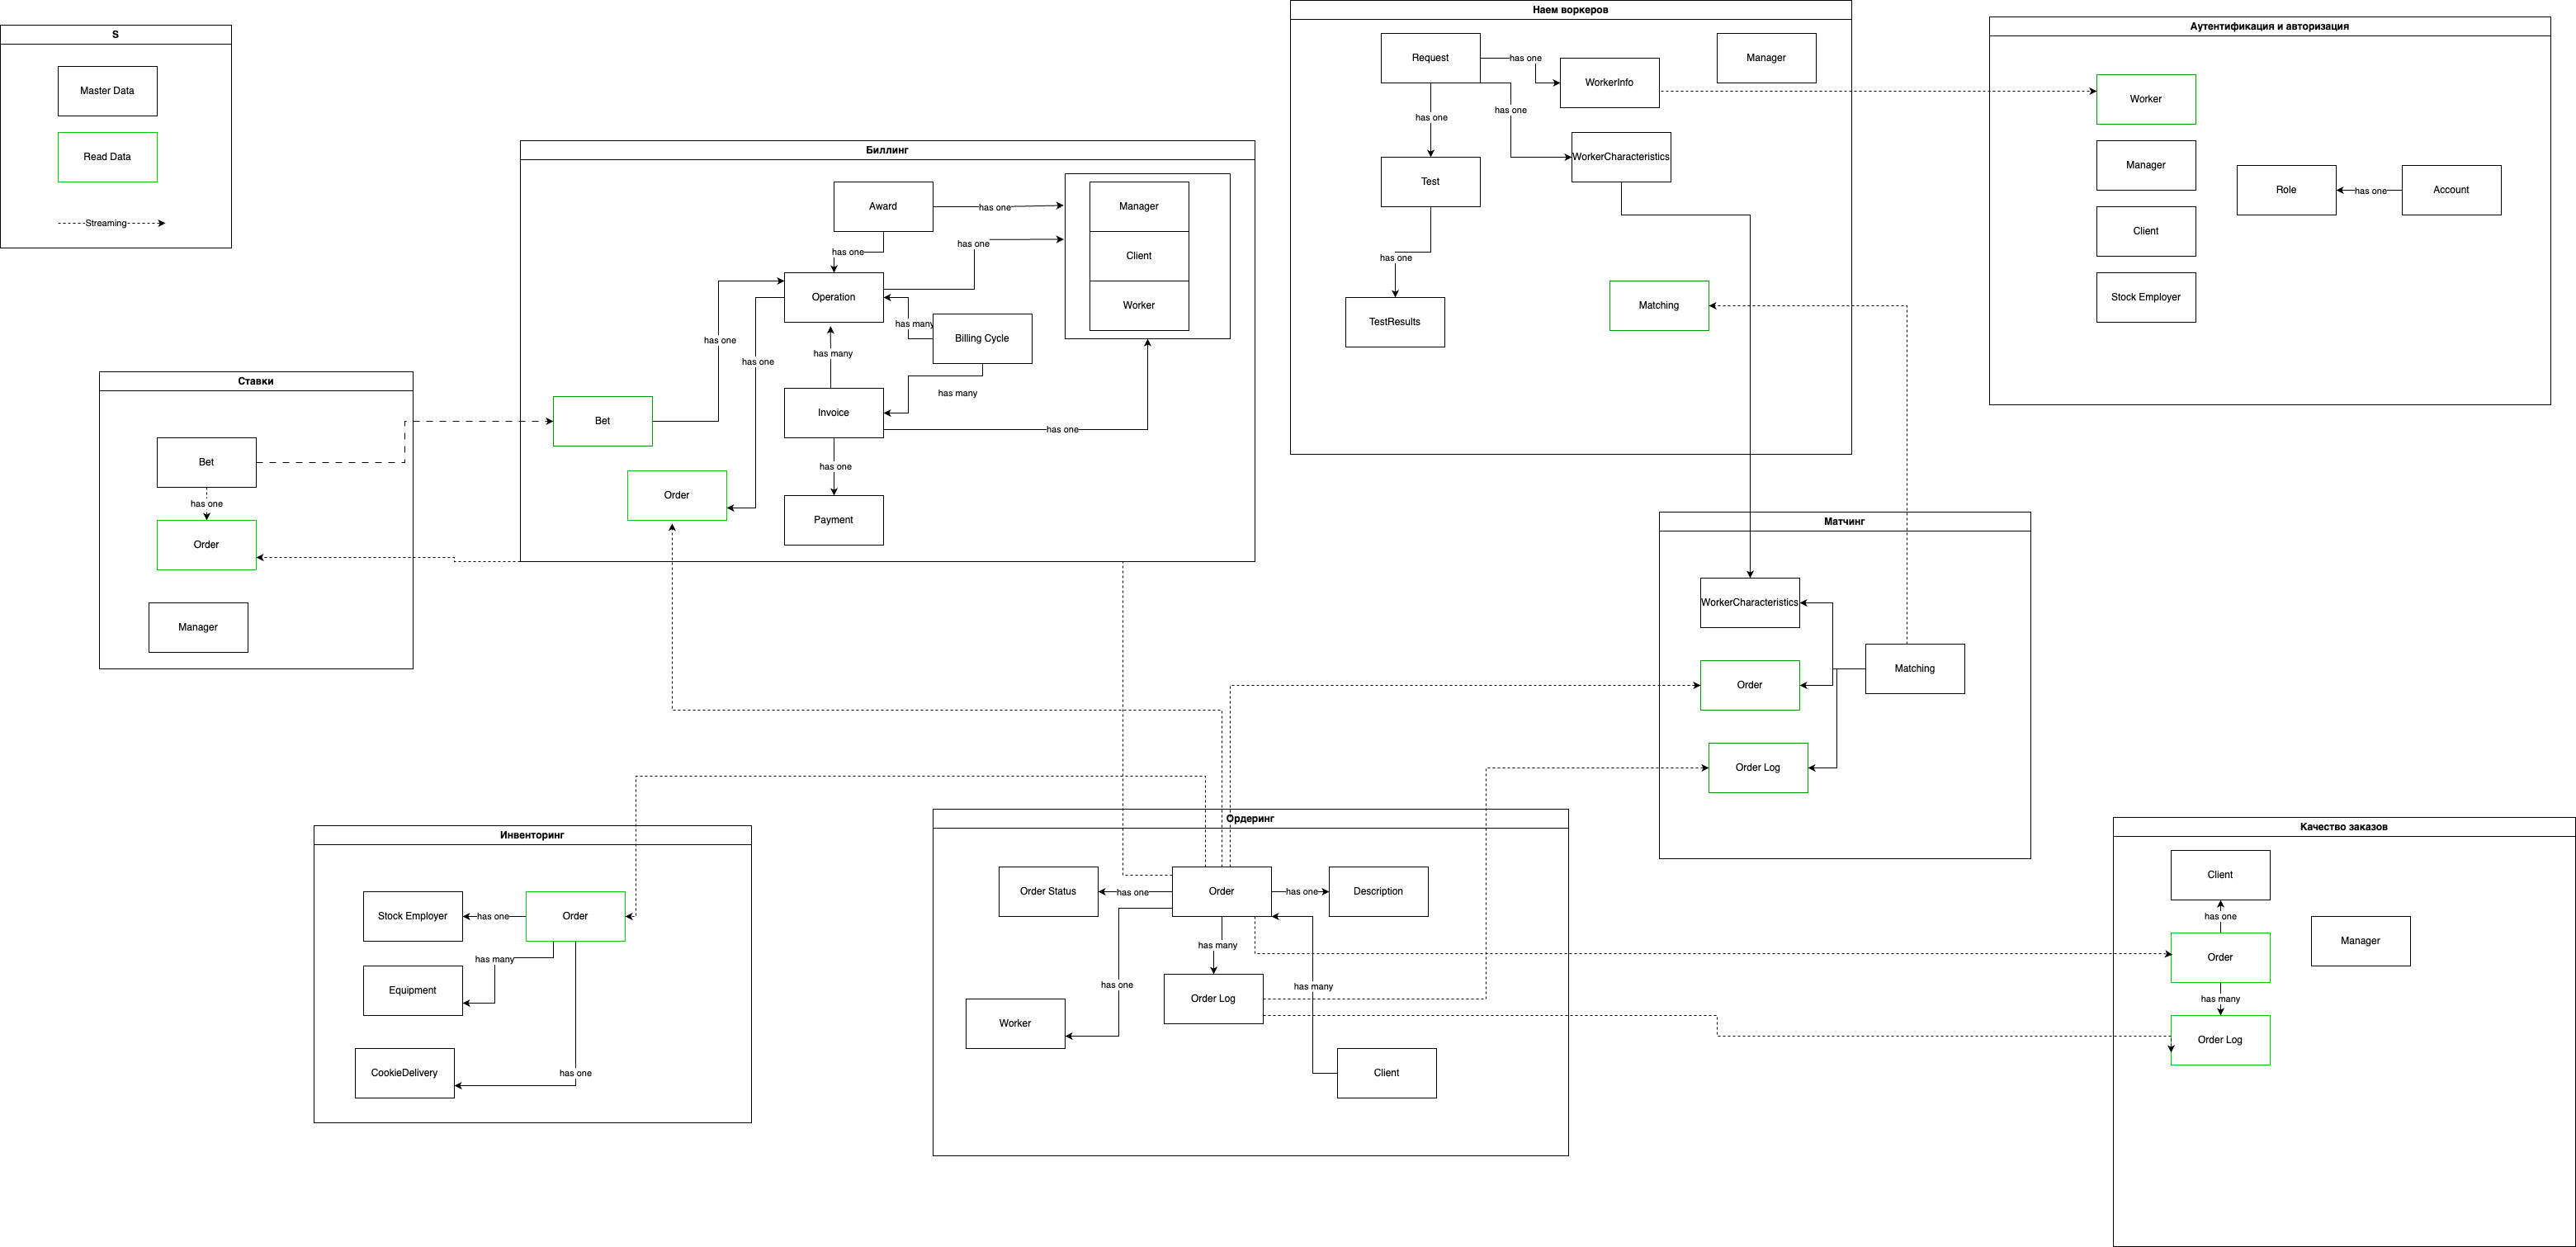 S
Master Data
Read Data
Streaming
Биллинг
Award
has one
Manager
Client
Worker
has one
has one
Operation
has many
Billing Cycle
has one
has one
has many
has many
Bet
Invoice
has one
has one
Order
Payment
Ставки
Bet
has one
Order
Manager
Наем воркеров
Request
has one
WorkerInfo
Manager
has one
has one
WorkerCharacteristics
Test
has one
TestResults
Matching
Аутентификация и авторизация
Worker
Manager
Client
Stock Employer
Role
has one
Account
Матчинг
WorkerCharacteristics
Order
Matching
Order Log
Инвенторинг
Stock Employer
has one
Order
has many
Equipment
CookieDelivery
has one
Ордеринг
Order Status
has one
Order
has one
Description
has many
has one
has many
Order Log
Worker
Client
Качество заказов
Client
has one
Manager
Order
has many
Order Log